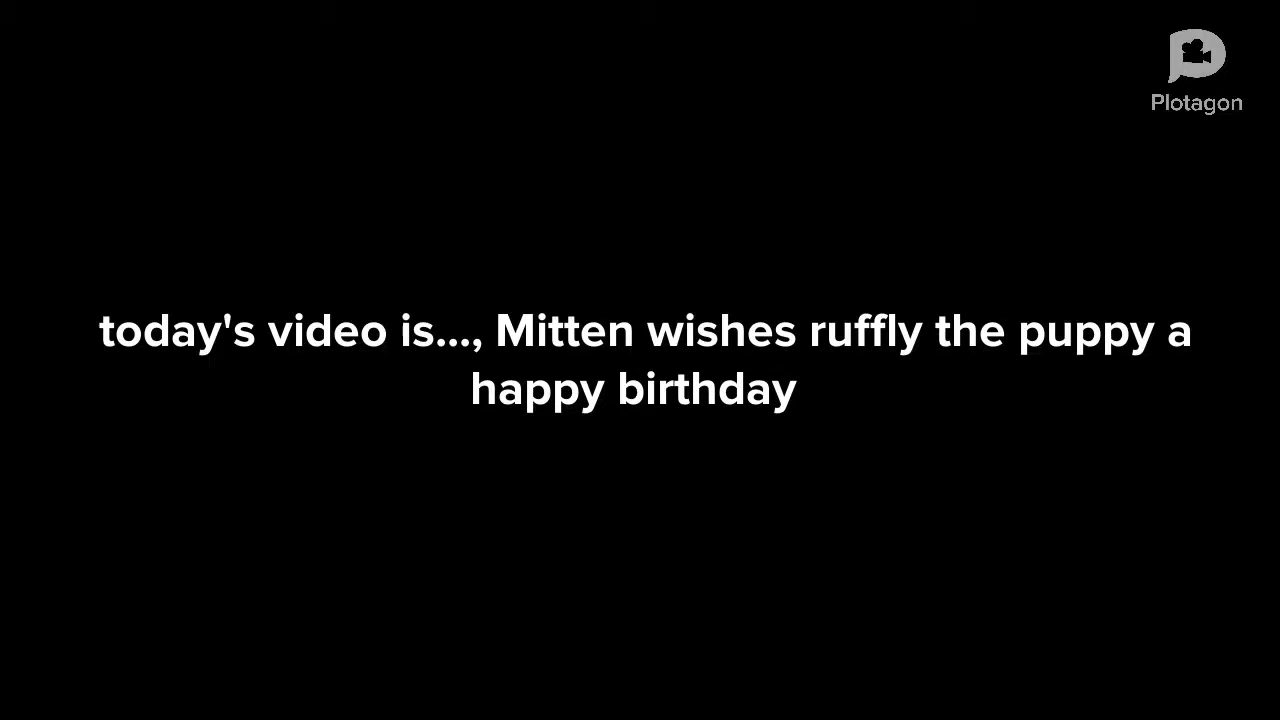 Plotagon
today's video is..., Mitten wishes ruffly the puppy a
happy birthday